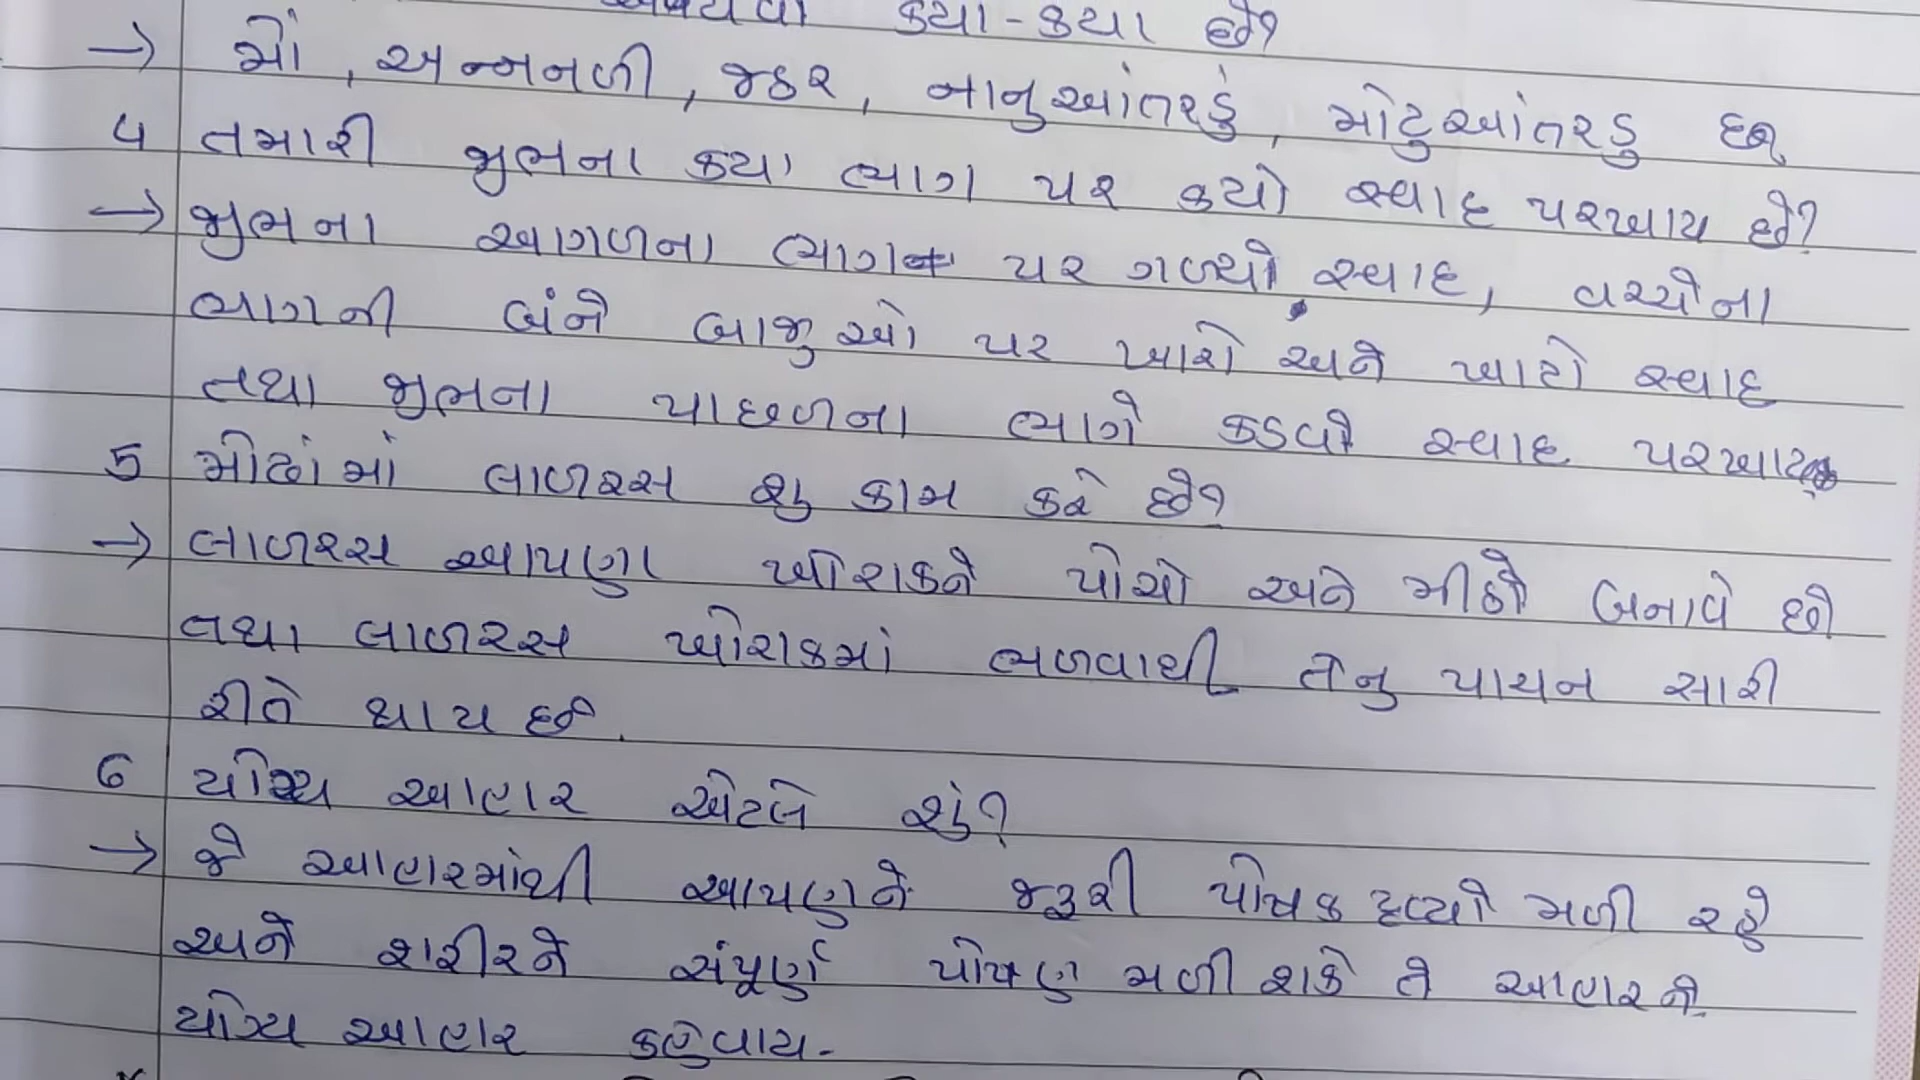 કયા-કયા છે?
→ મોં, અન્નનળી, જઠર, નાનુઆંતરડું, મોટુઆંતરડુ છે.
4 તમારી જીભના કયા ભાગ પર કયો સ્વાદ પરખાય છે?
→ જીભના આગળના ભાગ પર ગળ્યો સ્વાદ, વચ્ચેના
ભાગની બંને બાજુઓ પર ખારો અને ખાટો સ્વાદ
તથા જીભના પાછળના ભાગે કડવો સ્વાદ પરખાય
5 મોઢાંમાં લાળરસ શુ કામ કરે છે?
→ લાળરસ આપણા ખોરાકને પોચો અને મીઠો બનાવે છે
તથા લાળરસ ખોરાકમાં ભળવાથી તેનુ પાચન સારી
રીતે થાય છે.
6 યોગ્ય આહાર એટલે શું?
→ જે આહારમાંથી આપણને જરૂરી પોષક દ્રવ્યો મળી રહે
અને શરીરને સંપૂર્ણ પોષણ મળી શકે તે આહારને
યોગ્ય આહાર કહેવાય.